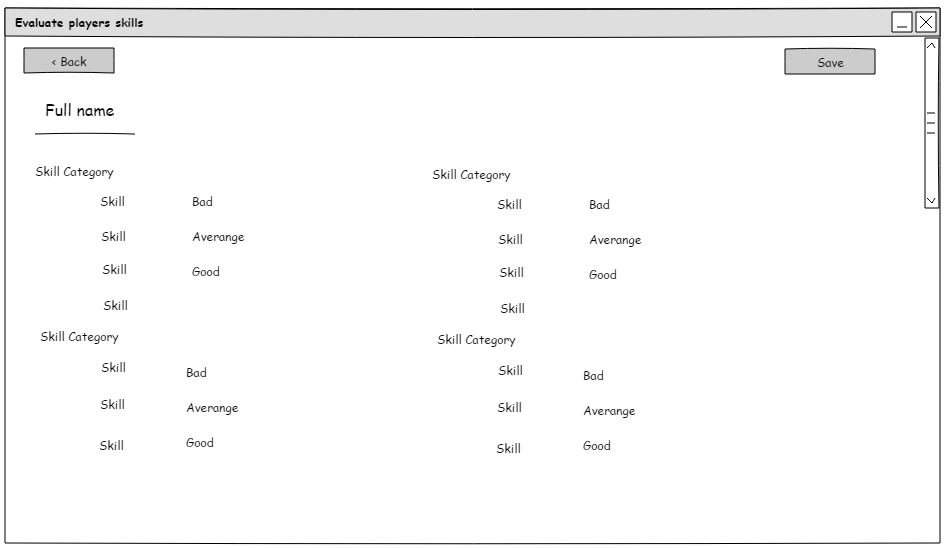 Evaluate players skills
< Back
Save
Full name
Skill Category
Skill Bad
Skill Averange
Skill Good
Skill
Skill Category
Skill Bad
Skill Averange
Skill Good
Skill
Skill Category
Skill Bad
Skill Averange
Skill Good
Skill Category
Skill Bad
Skill Averange
Skill Good